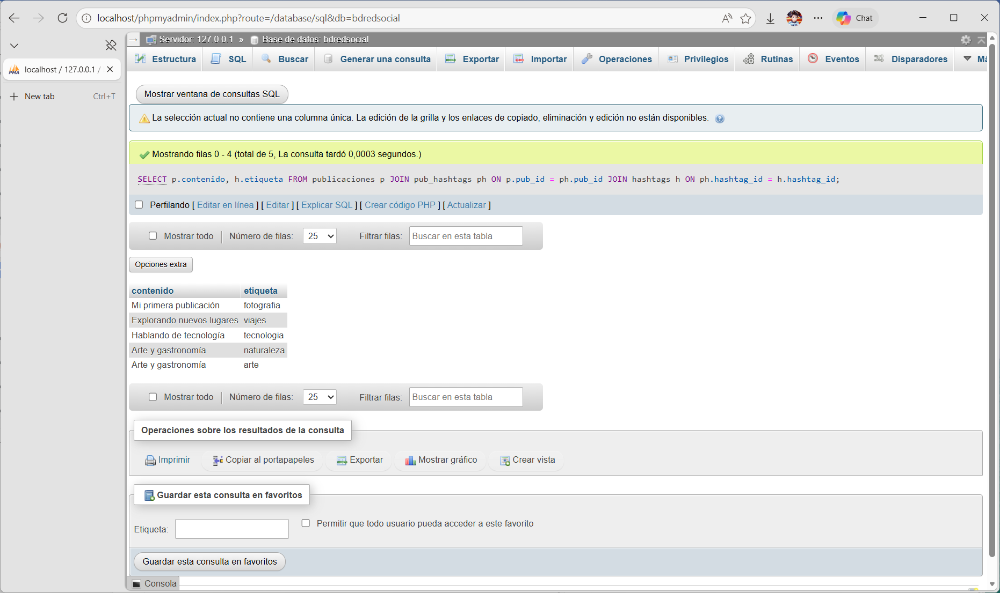 localhost/phpmyadmin/index.php?route=/database/sql&db=bdredsocial
Chat
localhost / 127.0.0.1 /
New tab Ctrl+T
Servidor: 127.0.0.1 » Base de datos: bdredsocial
Estructura SQL Buscar Generar una consulta Exportar Importar Operaciones Privilegios Rutinas Eventos Disparadores Má
Mostrar ventana de consultas SQL
La selección actual no contiene una columna única. La edición de la grilla y los enlaces de copiado, eliminación y edición no están disponibles.
Mostrando filas 0 - 4 (total de 5, La consulta tardó 0,0003 segundos.)
SELECT p.contenido, h.etiqueta FROM publicaciones p JOIN pub_hashtags ph ON p.pub_id = ph.pub_id JOIN hashtags h ON ph.hashtag_id = h.hashtag_id;
Perfilando [ Editar en línea ] [ Editar ] [ Explicar SQL ] [ Crear código PHP ] [ Actualizar ]
Mostrar todo | Número de filas: 25 Filtrar filas: Buscar en esta tabla
Opciones extra
contenido etiqueta
Mi primera publicación fotografia
Explorando nuevos lugares viajes
Hablando de tecnología tecnologia
Arte y gastronomía naturaleza
Arte y gastronomía arte
Mostrar todo | Número de filas: 25 Filtrar filas: Buscar en esta tabla
Operaciones sobre los resultados de la consulta
Imprimir Copiar al portapapeles Exportar Mostrar gráfico Crear vista
Guardar esta consulta en favoritos
Etiqueta: Permitir que todo usuario pueda acceder a este favorito
Guardar esta consulta en favoritos
Consola